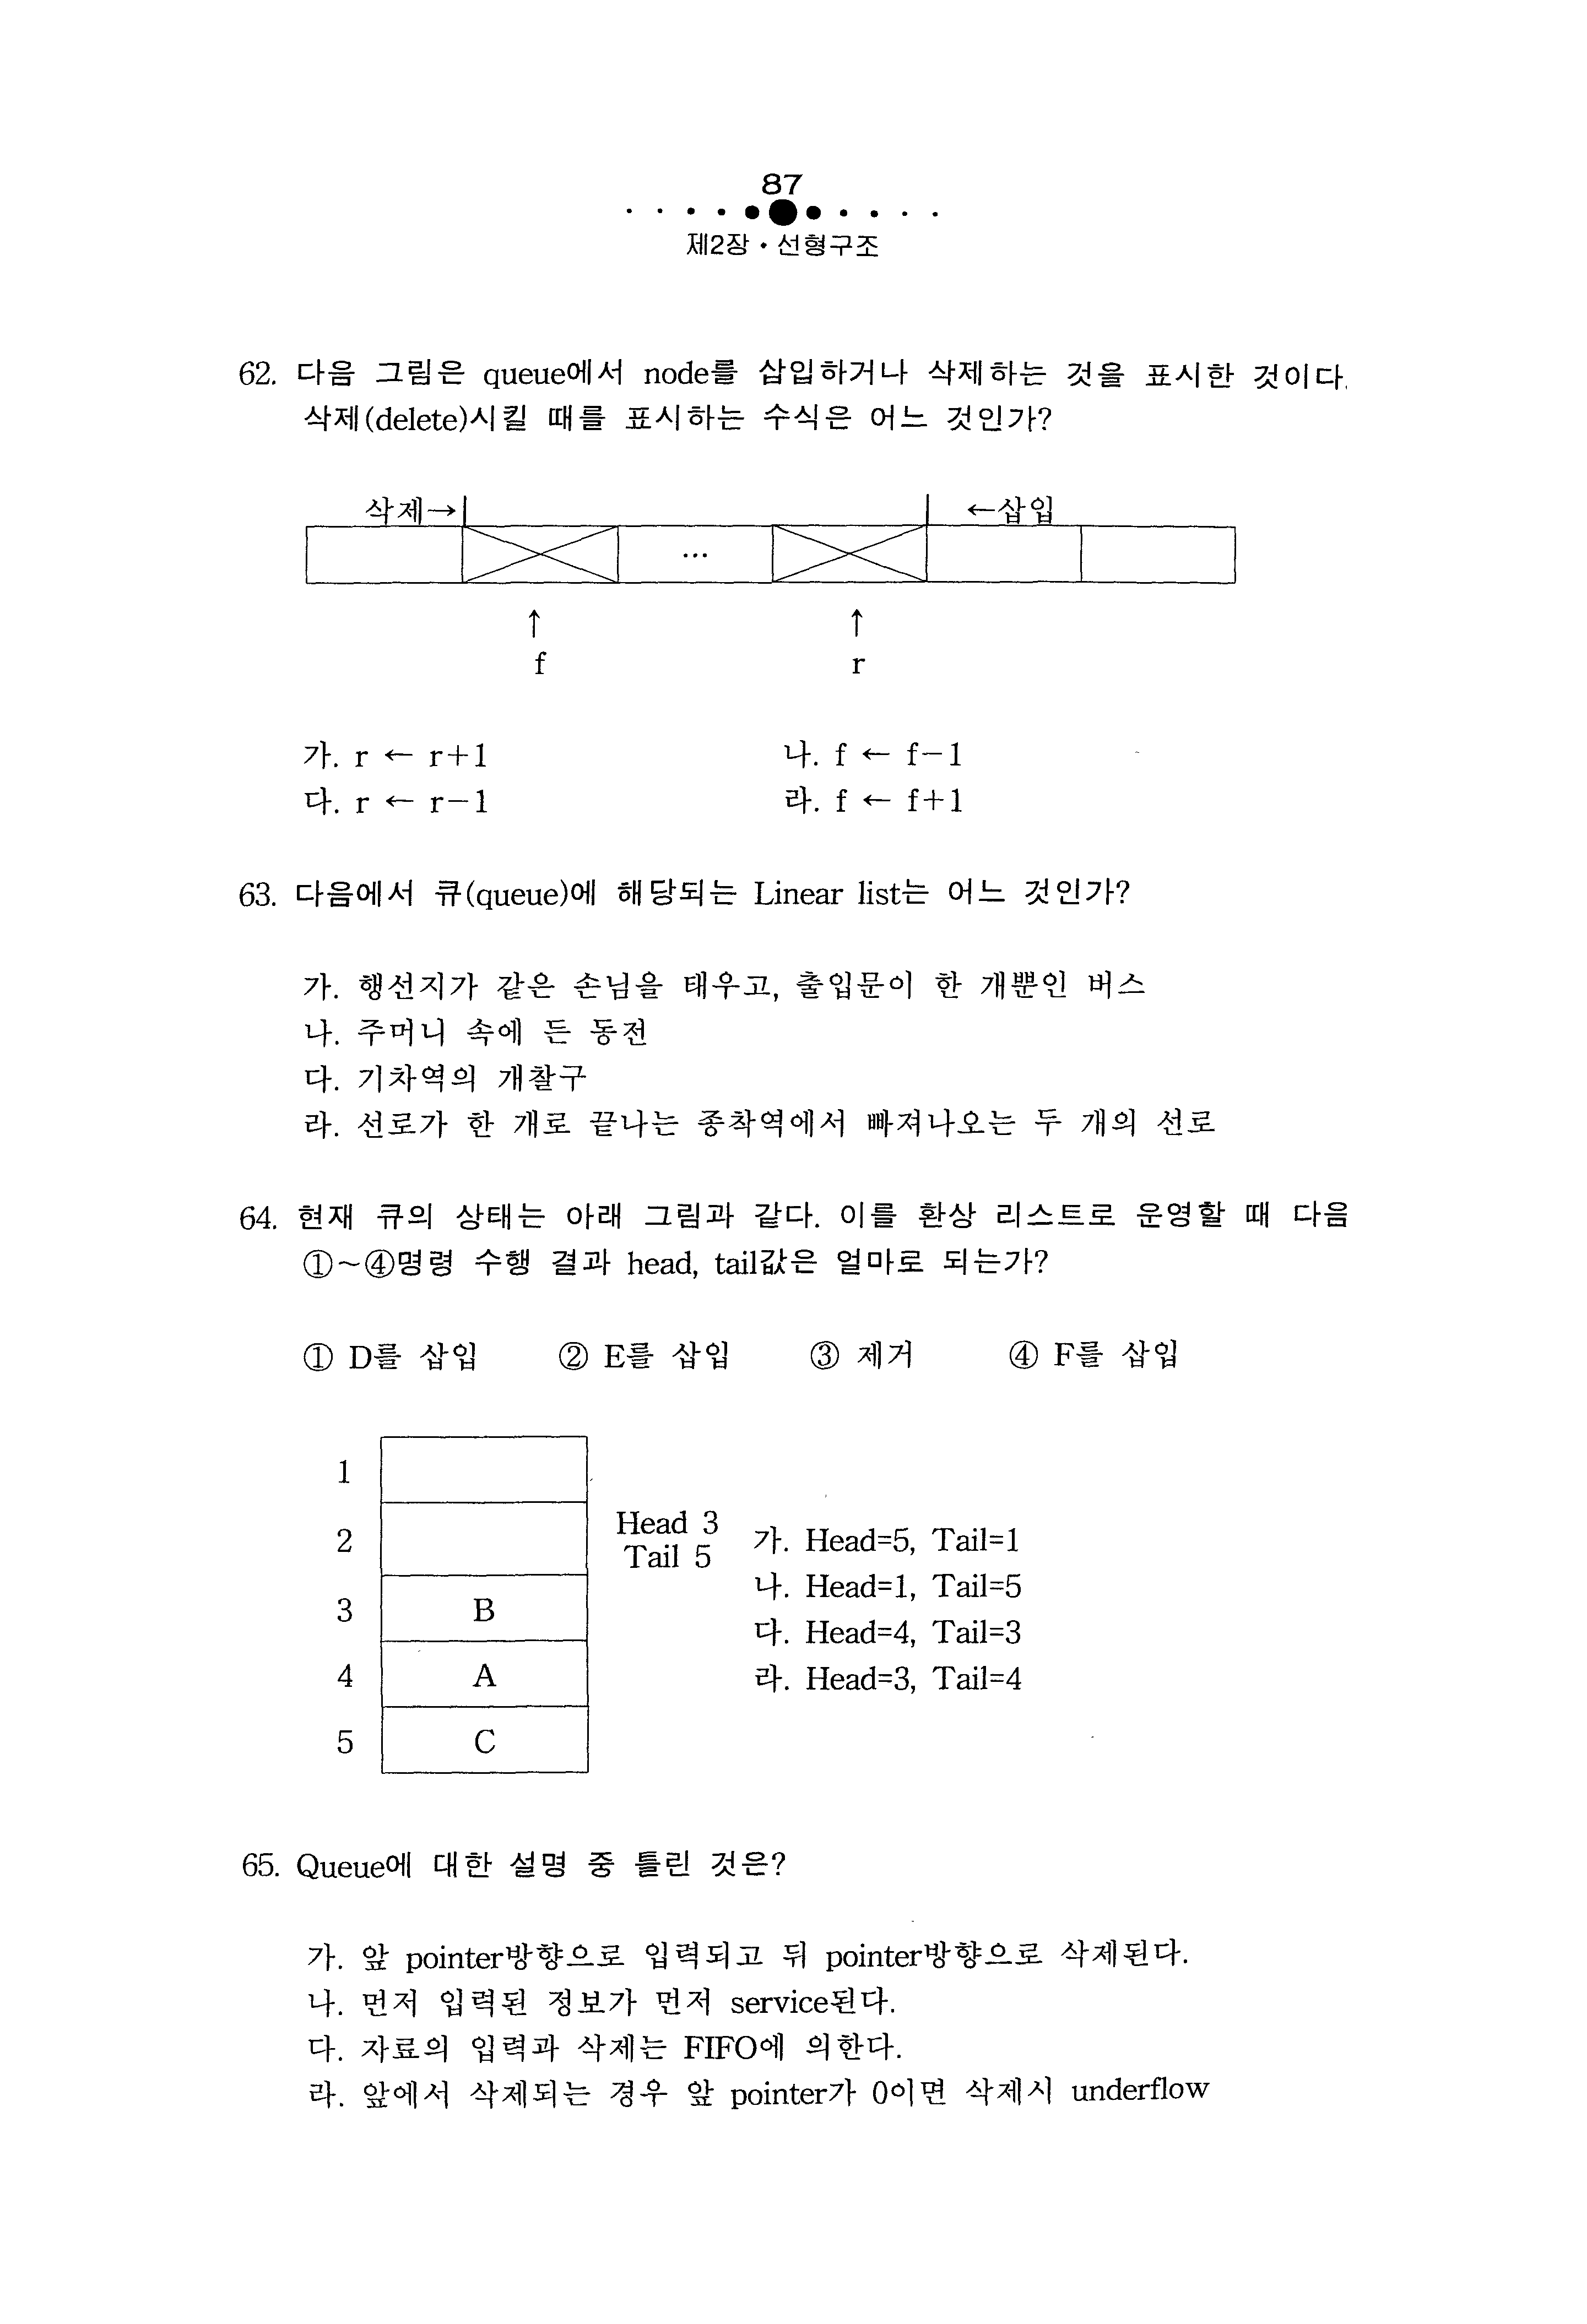 87
제2장 • 선형구조
62. 다음 그림은 queue에서 node를 삽입하거나 삭제하는 것을 표시한 것이다.
삭제(delete)시킬 때를 표시하는 수식은 어느 것인가?
삭제→ ←삽입
…
↑ ↑
f r
가. r ← r+1 나. f ← f−1
다. r ← r−1 라. f ← f+1
63. 다음에서 큐(queue)에 해당되는 Linear list는 어느 것인가?
가. 행선지가 같은 손님을 태우고, 출입문이 한 개뿐인 버스
나. 주머니 속에 든 동전
다. 기차역의 개찰구
라. 선로가 한 개로 끝나는 종착역에서 빠져나오는 두 개의 선로
64. 현재 큐의 상태는 아래 그림과 같다. 이를 환상 리스트로 운영할 때 다음
①~④명령 수행 결과 head, tail값은 얼마로 되는가?
① D를 삽입 ② E를 삽입 ③ 제거 ④ F를 삽입
1
2
3 B
4 A
5 C
Head 3
Tail 5
가. Head=5, Tail=1
나. Head=1, Tail=5
다. Head=4, Tail=3
라. Head=3, Tail=4
65. Queue에 대한 설명 중 틀린 것은?
가. 앞 pointer방향으로 입력되고 뒤 pointer방향으로 삭제된다.
나. 먼저 입력된 정보가 먼저 service된다.
다. 자료의 입력과 삭제는 FIFO에 의한다.
라. 앞에서 삭제되는 경우 앞 pointer가 0이면 삭제시 underflow